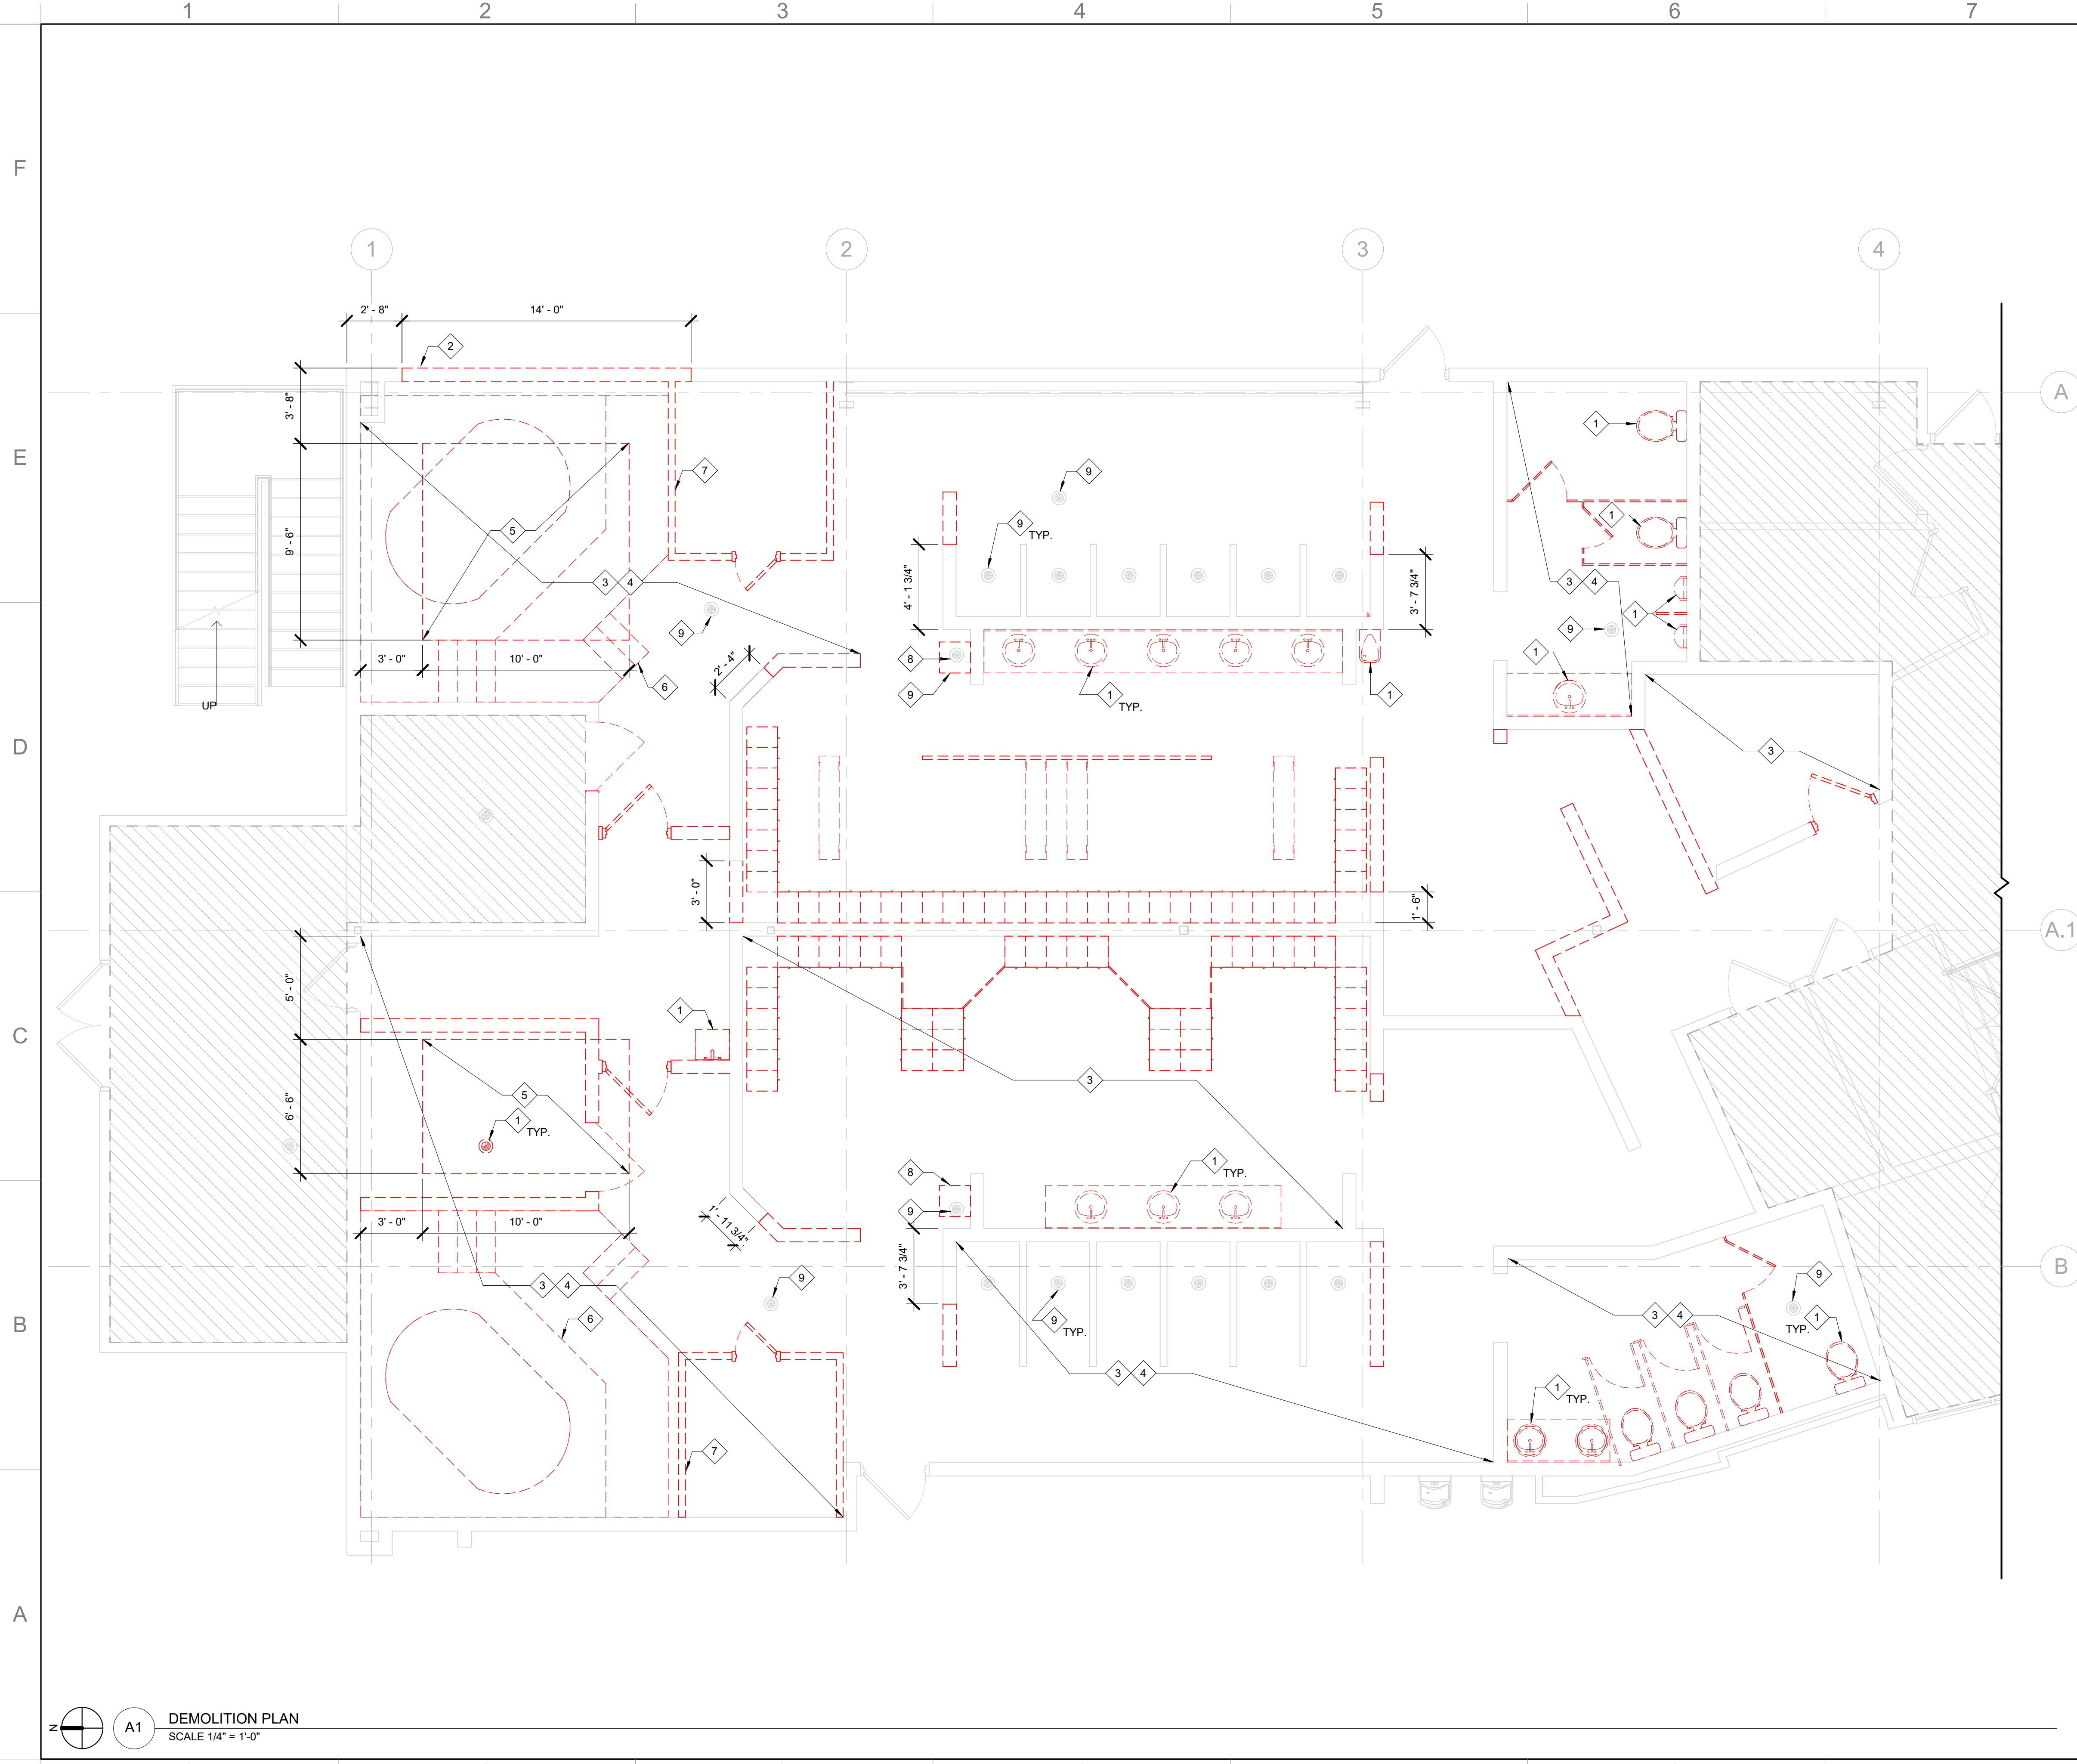 1 2 3 4 5 6 7
F
1 2 3 4
2' - 8" 14' - 0"
2
3' - 8"
A
1
E
7
9
5
9
TYP.
1
9' - 6"
4' - 1 3/4"
3' - 7 3/4"
3 4
3 4
1
9
9
3' - 0" 10' - 0"
2' - 4"
8
1
6
9
1
TYP.
1
UP
D
3
3' - 0"
1' - 6"
A.1
5' - 0"
1
C
3
5
6' - 6"
1
TYP.
1
TYP.
8
9
3' - 0" 10' - 0"
1' - 11 3/4"
3' - 7 3/4"
B
9
9
3 4
6
9
TYP.
3 4
1
TYP.
B
3 4
1
TYP.
7
A
N
A1
DEMOLITION PLAN
SCALE 1/4" = 1'-0"